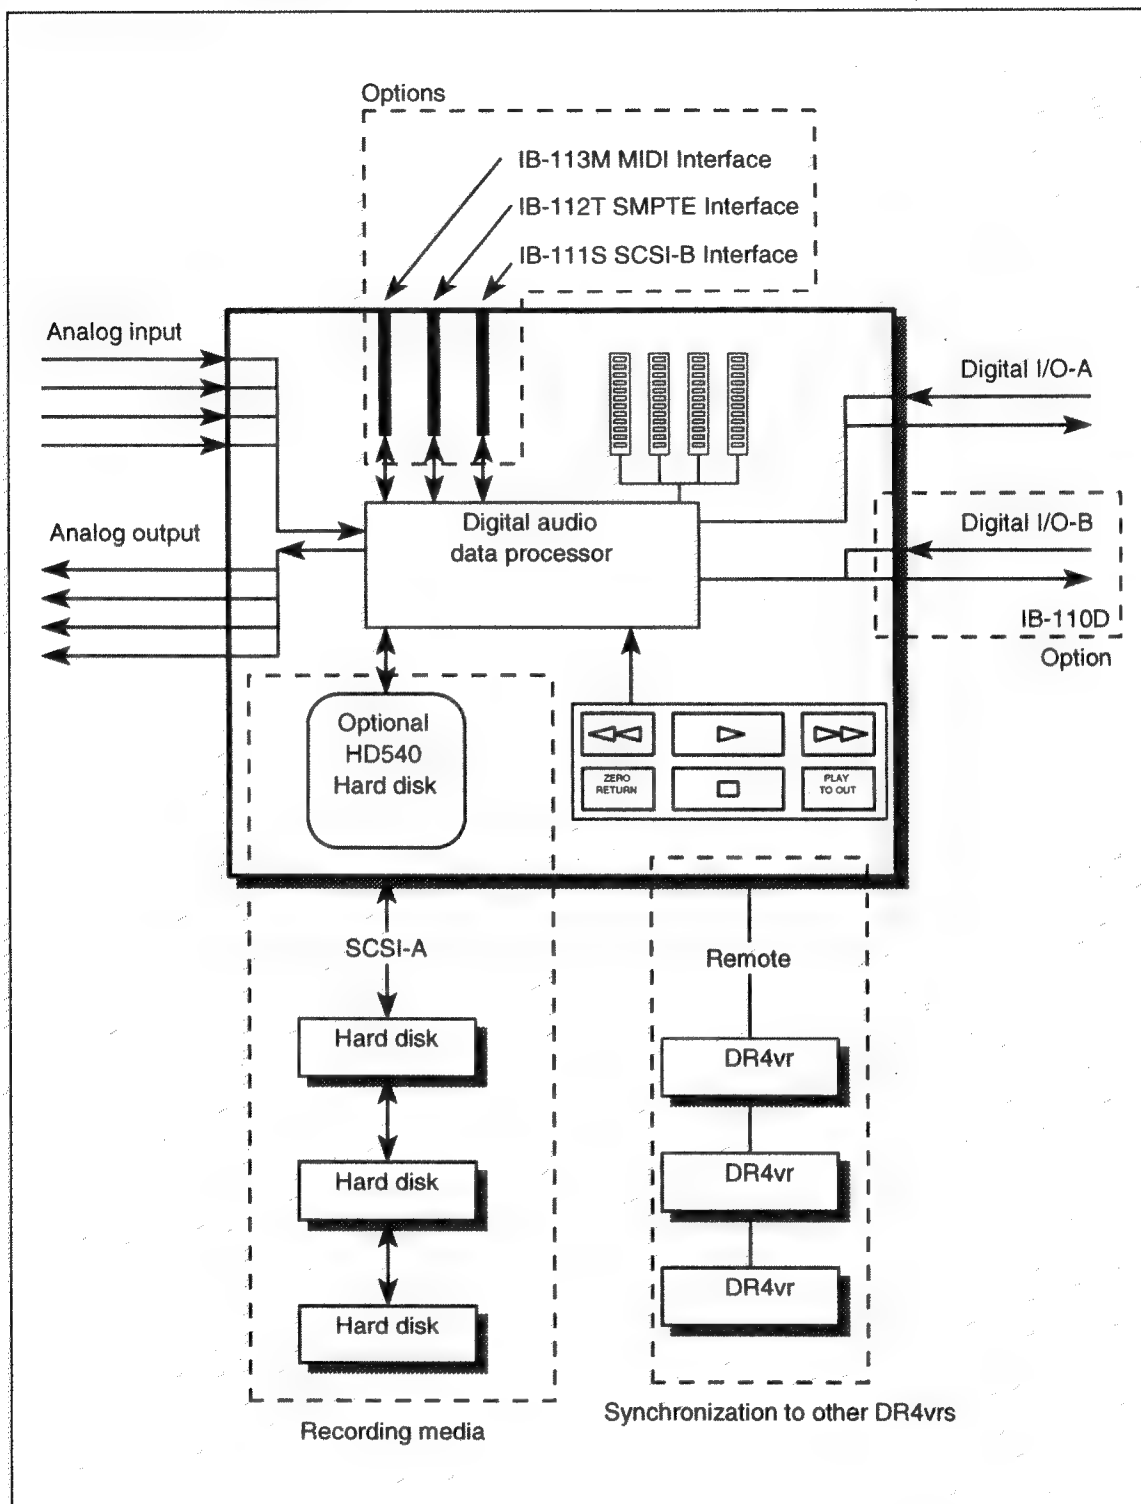 Options
IB-113M MIDI Interface
IB-112T SMPTE Interface
IB-111S SCSI-B Interface
Analog input
Digital I/O-A
Analog output
Digital audio
data processor
Digital I/O-B
IB-110D
Option
Optional
HD540
Hard disk
ZERO
RETURN
PLAY
TO OUT
SCSI-A
Remote
Hard disk
DR4vr
Hard disk
DR4vr
Hard disk
DR4vr
Recording media
Synchronization to other DR4vrs